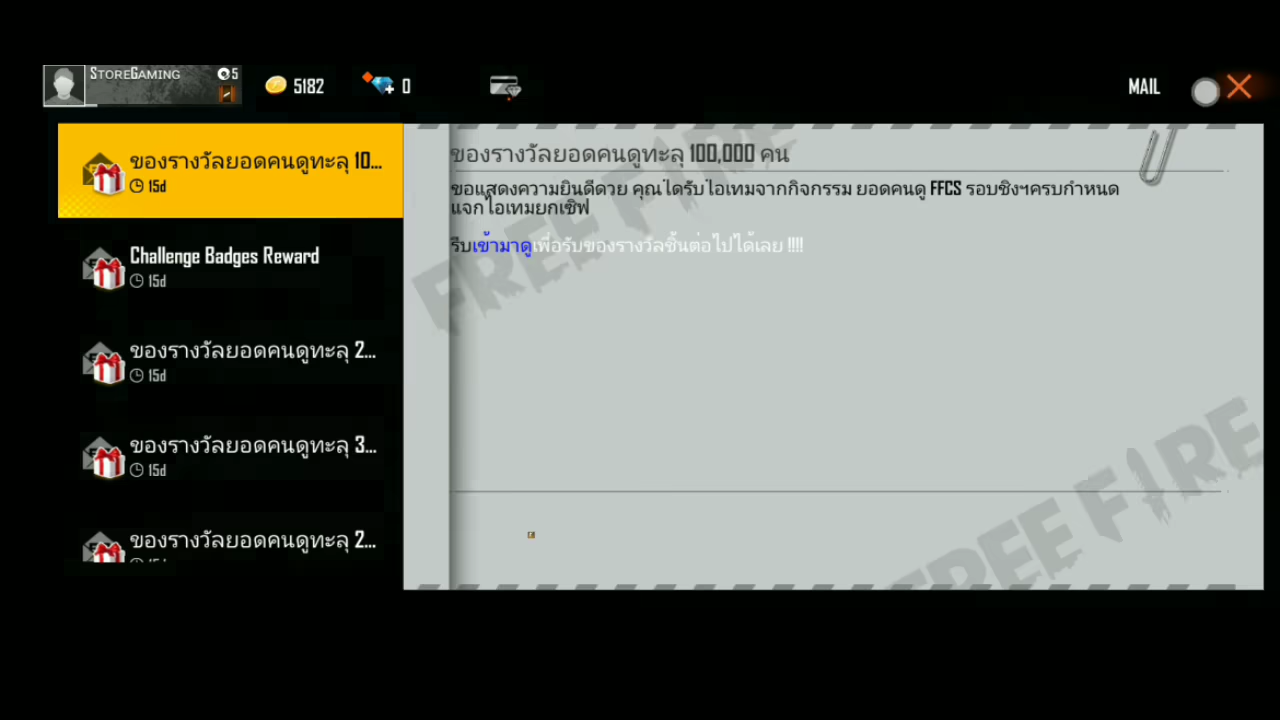 STOREGAMING
5
5182
0
MAIL
ของรางวัลยอดคนดูทะลุ 10...
15d
Challenge Badges Reward
15d
ของรางวัลยอดคนดูทะลุ 2...
15d
ของรางวัลยอดคนดูทะลุ 3...
15d
ของรางวัลยอดคนดูทะลุ 2...
ของรางวัลยอดคนดูทะลุ 100,000 คน
ขอแสดงความยินดีดวย คุณไดรับไอเทมจากกิจกรรม ยอดคนดู FFCS รอบชิงฯครบกำหนด
แจกไอเทมยกเซิฟ
รีบเข้ามาดูเพื่อรับของรางวัลชิ้นต่อไปได้เลย !!!!
FREE FIRE
FREE FIRE